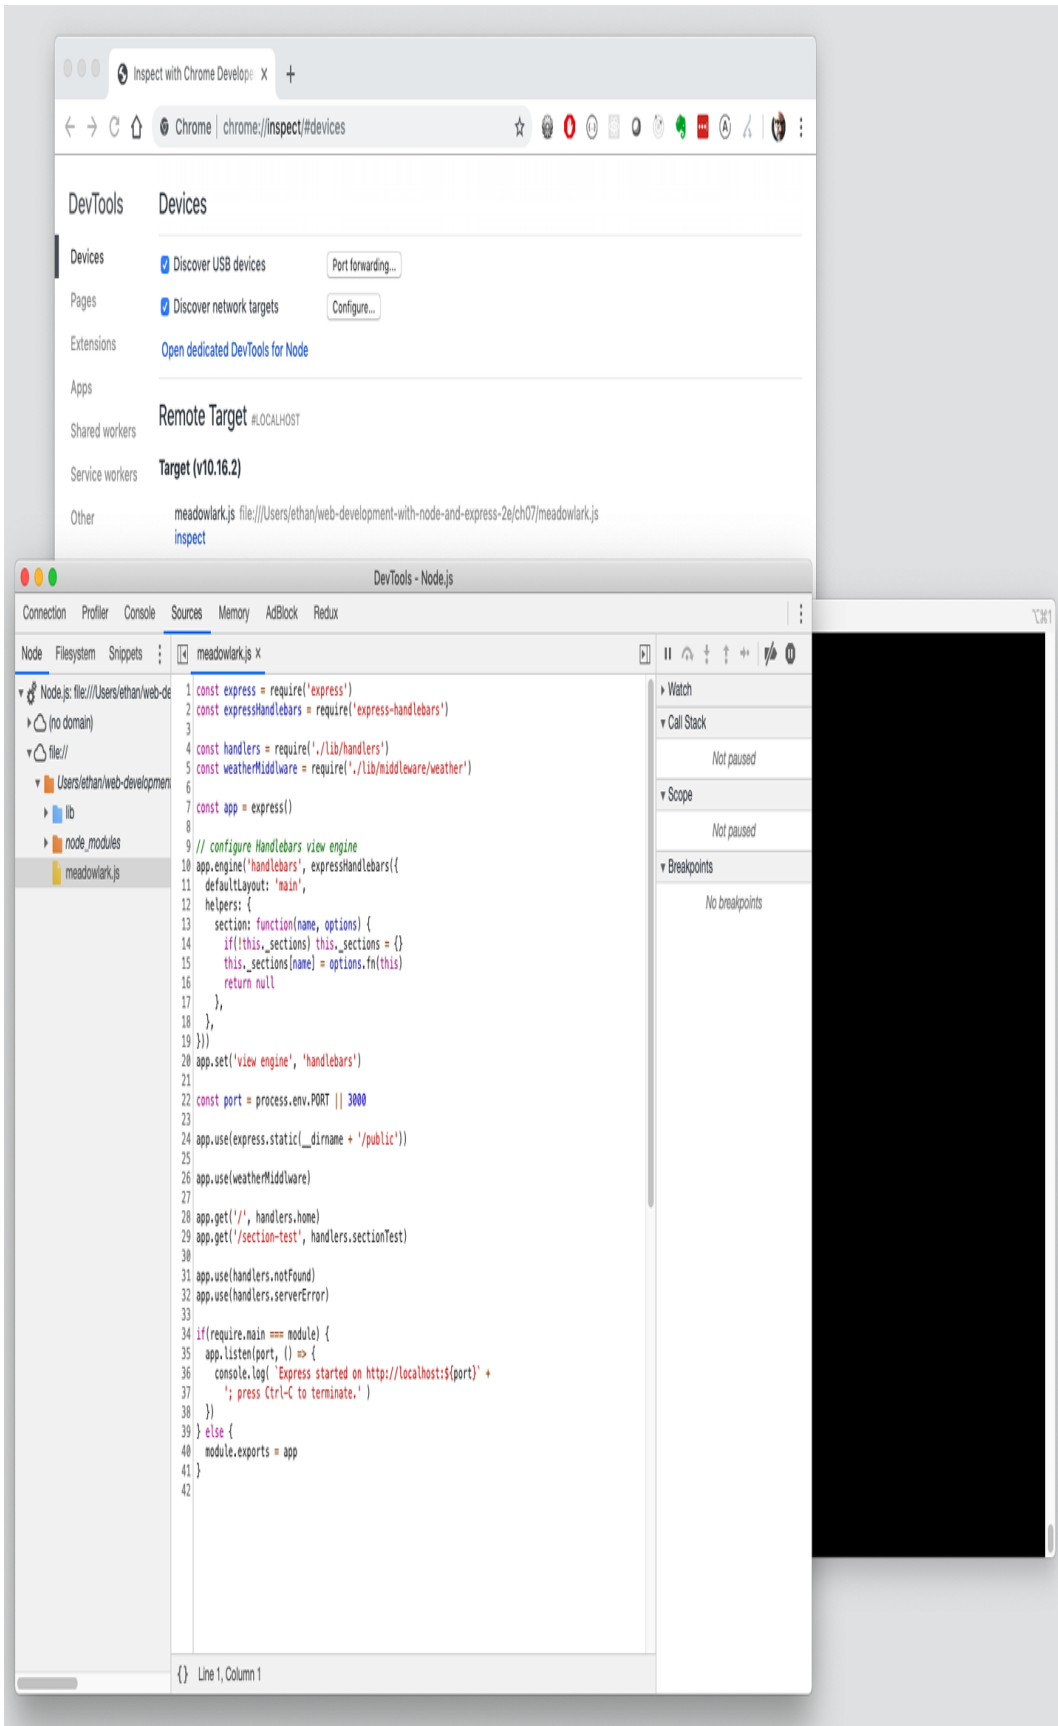 Inspect with Chrome Develope
Chrome | chrome://inspect/#devices
DevTools
Devices
Devices
Discover USB devices
Port forwarding...
Pages
Discover network targets
Configure...
Extensions
Open dedicated DevTools for Node
Apps
Remote Target #LOCALHOST
Shared workers
Target (v10.16.2)
Service workers
Other
meadowlark.js file:///Users/ethan/web-development-with-node-and-express-2e/ch07/meadowlark.js
inspect
DevTools - Node.js
Connection Profiler Console Sources Memory AdBlock Redux
⌥⌘1
Node Filesystem Snippets
meadowlark.js ×
Node.js: file:///Users/ethan/web-de
(no domain)
file://
Users/ethan/web-developmen
lib
node_modules
meadowlark.js
1 const express = require('express')
2 const expressHandlebars = require('express-handlebars')
3
4 const handlers = require('./lib/handlers')
5 const weatherMiddlware = require('./lib/middleware/weather')
6
7 const app = express()
8
9 // configure Handlebars view engine
10 app.engine('handlebars', expressHandlebars({
11 defaultLayout: 'main',
12 helpers: {
13 section: function(name, options) {
14 if(!this._sections) this._sections = {}
15 this._sections[name] = options.fn(this)
16 return null
17 },
18 },
19 }))
20 app.set('view engine', 'handlebars')
21
22 const port = process.env.PORT || 3000
23
24 app.use(express.static(__dirname + '/public'))
25
26 app.use(weatherMiddlware)
27
28 app.get('/', handlers.home)
29 app.get('/section-test', handlers.sectionTest)
30
31 app.use(handlers.notFound)
32 app.use(handlers.serverError)
33
34 if(require.main === module) {
35 app.listen(port, () => {
36 console.log( `Express started on http://localhost:${port}` +
37 '; press Ctrl-C to terminate.' )
38 })
39 } else {
40 module.exports = app
41 }
42
Watch
Call Stack
Not paused
Scope
Not paused
Breakpoints
No breakpoints
{} Line 1, Column 1